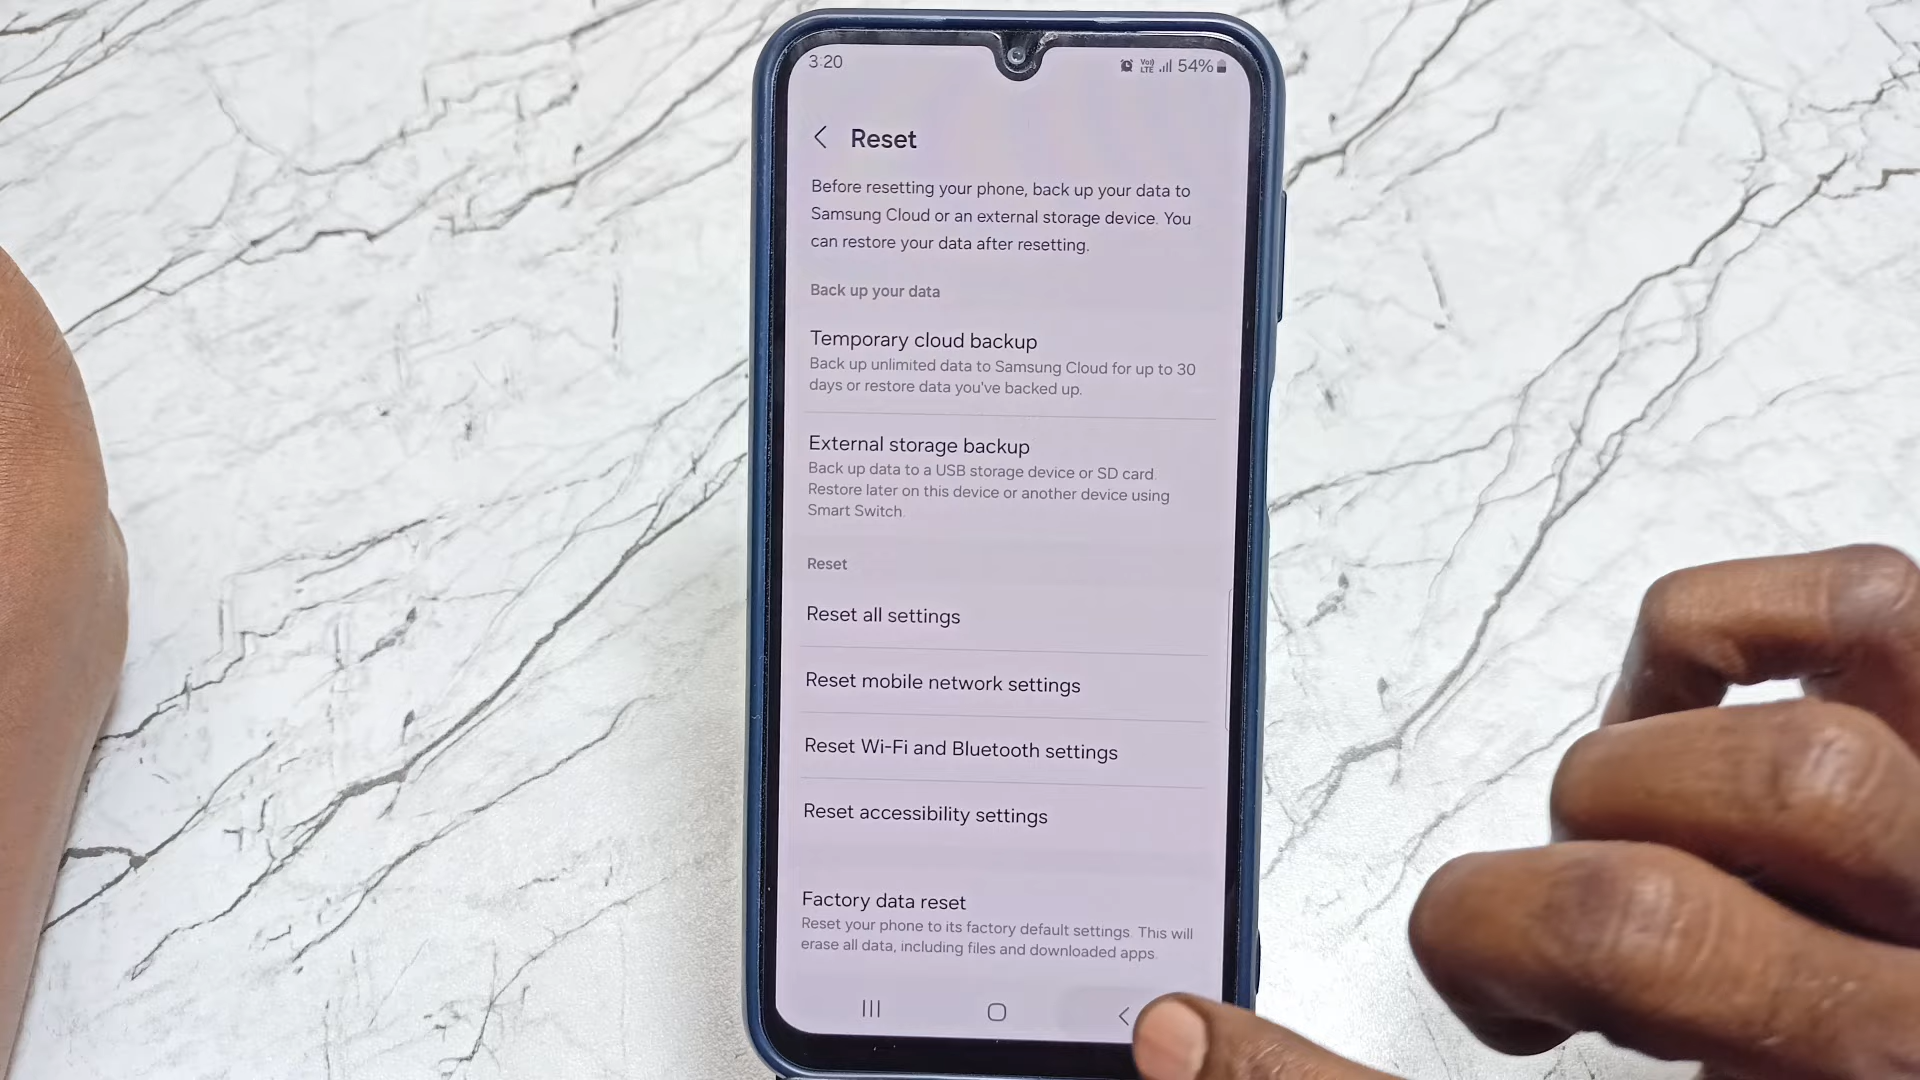 3:20
Vo) LTE 54%
Reset
Before resetting your phone, back up your data to
Samsung Cloud or an external storage device. You
can restore your data after resetting.
Back up your data
Temporary cloud backup
Back up unlimited data to Samsung Cloud for up to 30
days or restore data you've backed up.
External storage backup
Back up data to a USB storage device or SD card.
Restore later on this device or another device using
Smart Switch.
Reset
Reset all settings
Reset mobile network settings
Reset Wi-Fi and Bluetooth settings
Reset accessibility settings
Factory data reset
Reset your phone to its factory default settings. This will
erase all data, including files and downloaded apps.